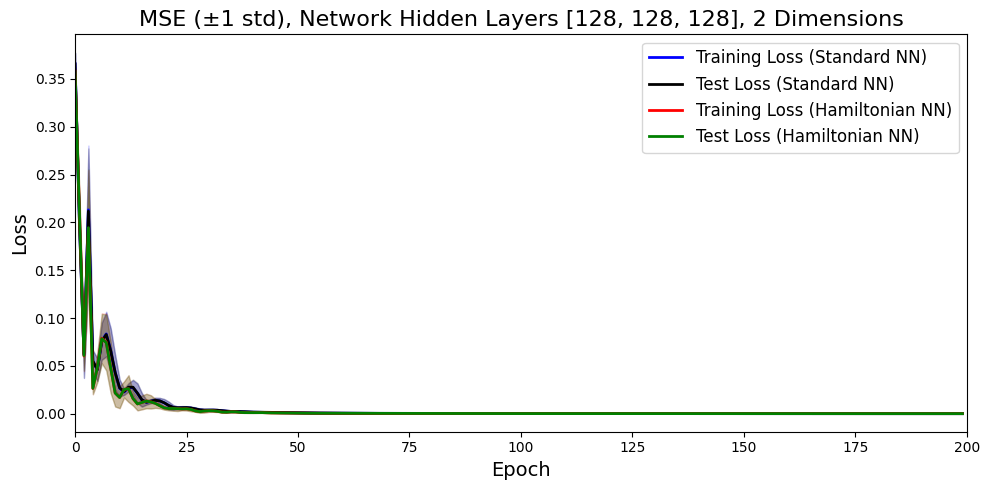 MSE (±1 std), Network Hidden Layers [128, 128, 128], 2 Dimensions
Training Loss (Standard NN)
Test Loss (Standard NN)
Training Loss (Hamiltonian NN)
Test Loss (Hamiltonian NN)
Loss
0.35
0.30
0.25
0.20
0.15
0.10
0.05
0.00
0 25 50 75 100 125 150 175 200
Epoch